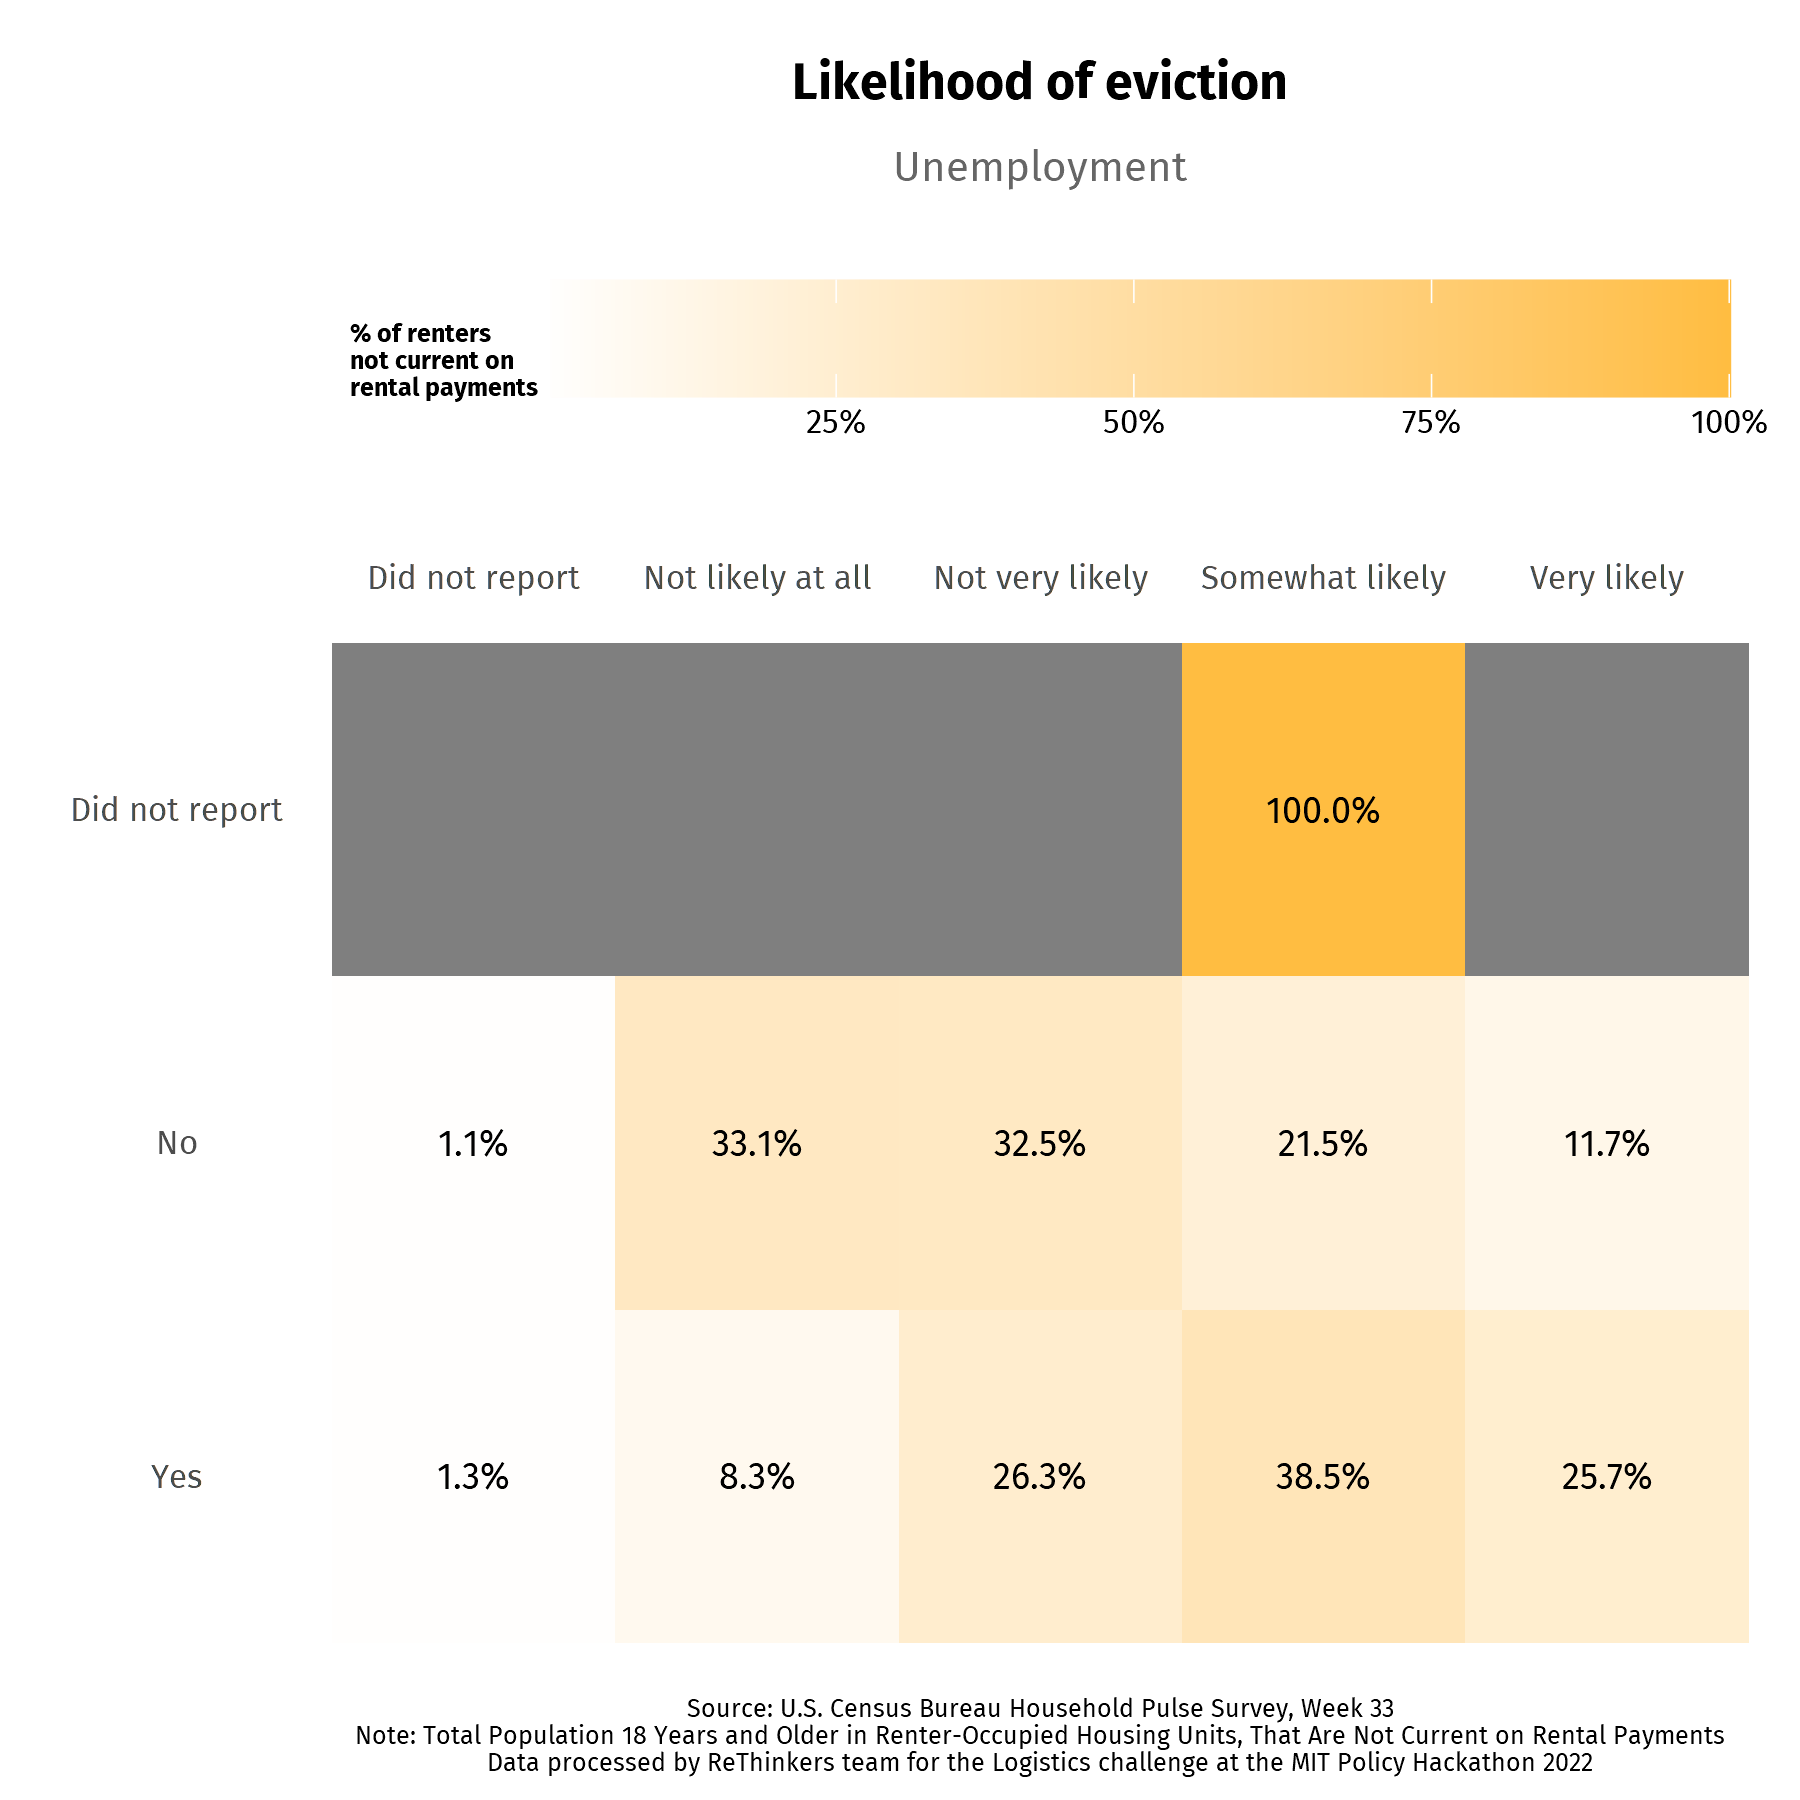 Likelihood of eviction
Unemployment
% of renters
not current on
rental payments
25% 50% 75% 100%
Did not report Not likely at all Not very likely Somewhat likely Very likely
Did not report 100.0%
No 1.1% 33.1% 32.5% 21.5% 11.7%
Yes 1.3% 8.3% 26.3% 38.5% 25.7%
Source: U.S. Census Bureau Household Pulse Survey, Week 33
Note: Total Population 18 Years and Older in Renter-Occupied Housing Units, That Are Not Current on Rental Payments
Data processed by ReThinkers team for the Logistics challenge at the MIT Policy Hackathon 2022